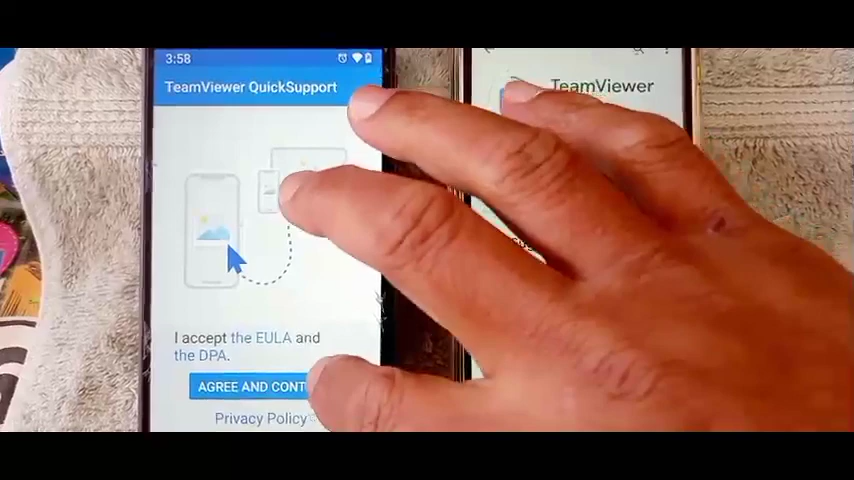 3:58
TeamViewer QuickSupport
TeamViewer
I accept the EULA and
the DPA.
AGREE AND CONT
Privacy Policy